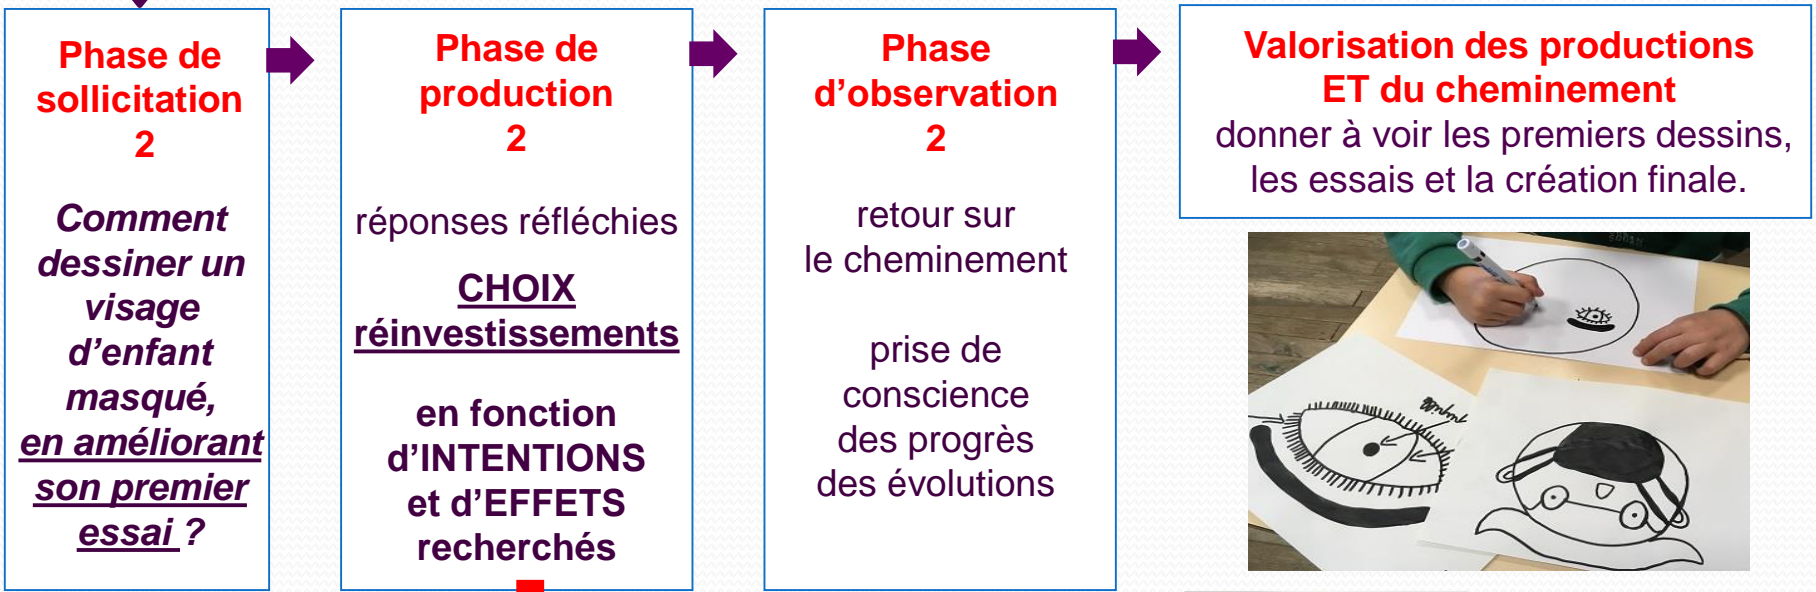 Phase de
sollicitation
2
Comment
dessiner un
visage
d’enfant
masqué,
en améliorant
son premier
essai ?
Phase de
production
2
réponses réfléchies
CHOIX
réinvestissements
en fonction
d’INTENTIONS
et d’EFFETS
recherchés
Phase
d’observation
2
retour sur
le cheminement
prise de
conscience
des progrès
des évolutions
Valorisation des productions
ET du cheminement
donner à voir les premiers dessins,
les essais et la création finale.